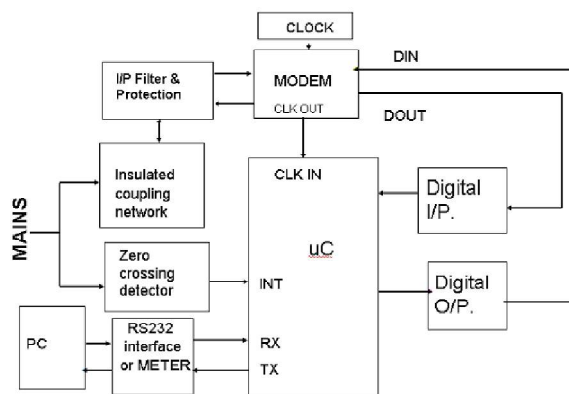 CLOCK
I/P Filter &
Protection
MODEM
CLK OUT
DIN
DOUT
Insulated
coupling
network
MAINS
CLK IN
Digital
I/P.
uC
Zero
crossing
detector
INT
Digital
O/P.
PC
RS232
interface
or METER
RX
TX